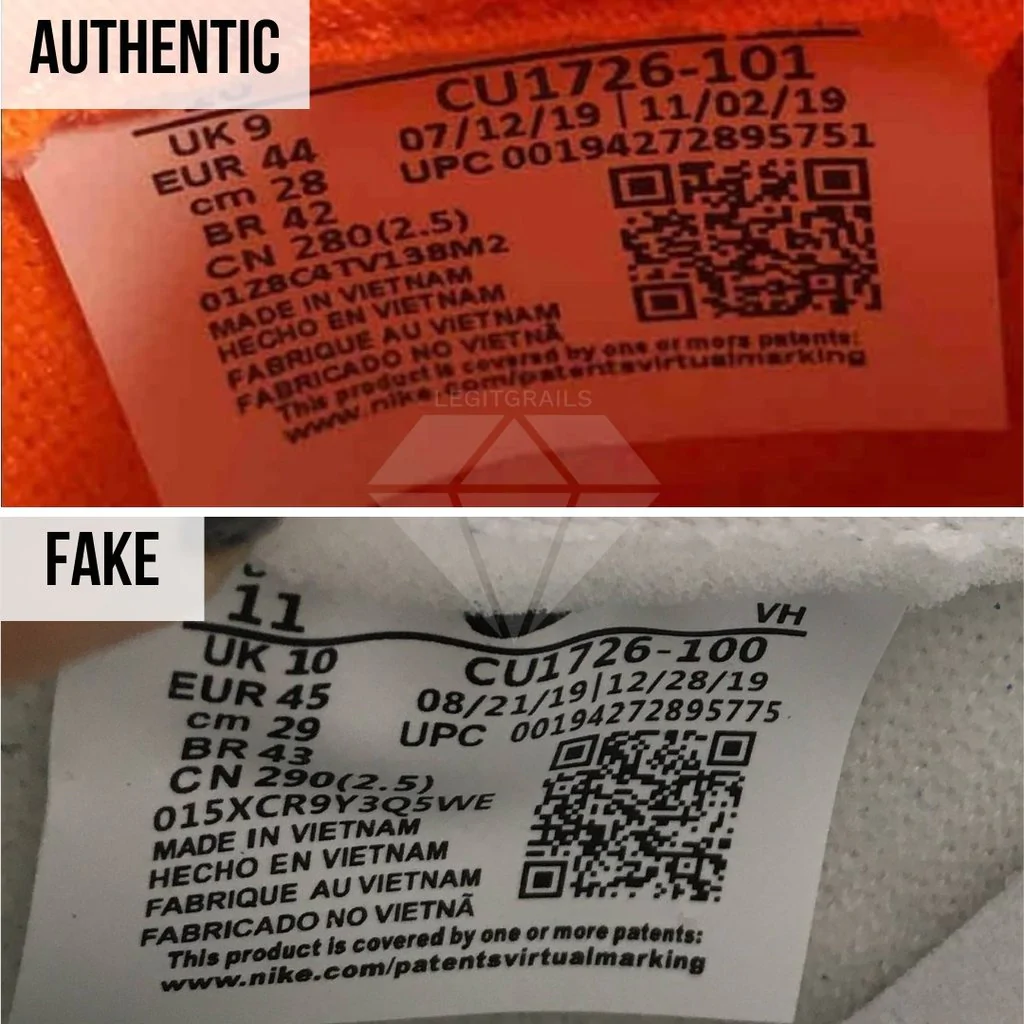 AUTHENTIC
CU1726-101
07/12/19 | 11/02/19
UPC 00194272895751
UK 9
EUR 44
cm 28
BR 42
CN 280(2.5)
01Z8C4TV138M2
MADE IN VIETNAM
HECHO EN VIETNAM
FABRIQUE AU VIETNAM
FABRICADO NO VIETNÃ
This product is covered by one or more patents:
www.nike.com/patentsvirtualmarking
LEGITGRAILS
FAKE
11
VH
CU1726-100
08/21/19|12/28/19
UPC 00194272895775
UK 10
EUR 45
cm 29
BR 43
CN 290(2.5)
015XCR9Y3Q5WE
MADE IN VIETNAM
HECHO EN VIETNAM
FABRIQUE AU VIETNAM
FABRICADO NO VIETNÃ
This product is covered by one or more patents:
www.nike.com/patentsvirtualmarking